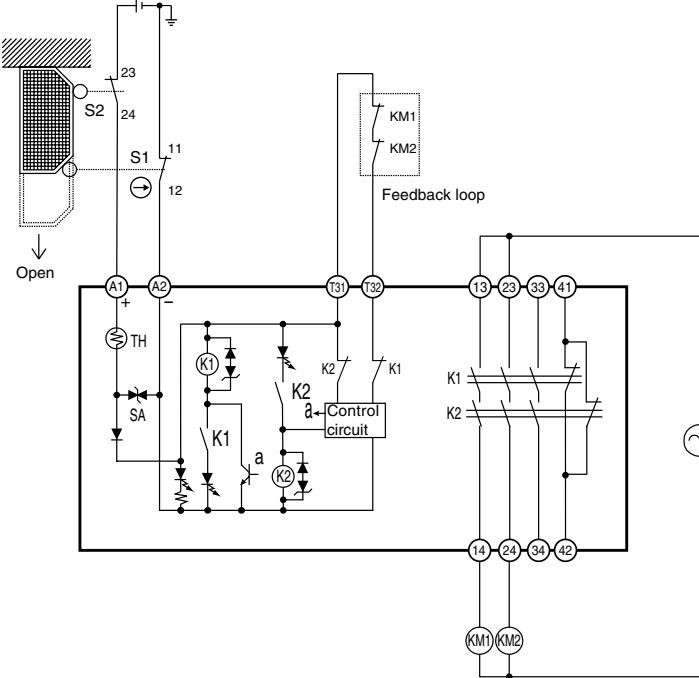 23
S2
24
S1
11
12
Open
KM1
KM2
Feedback loop
A1
A2
T31
T32
13
23
33
41
+
−
TH
SA
K1
K1
a
K2
K2
K2
K1
a
Control
circuit
K1
K2
14
24
34
42
KM1
KM2